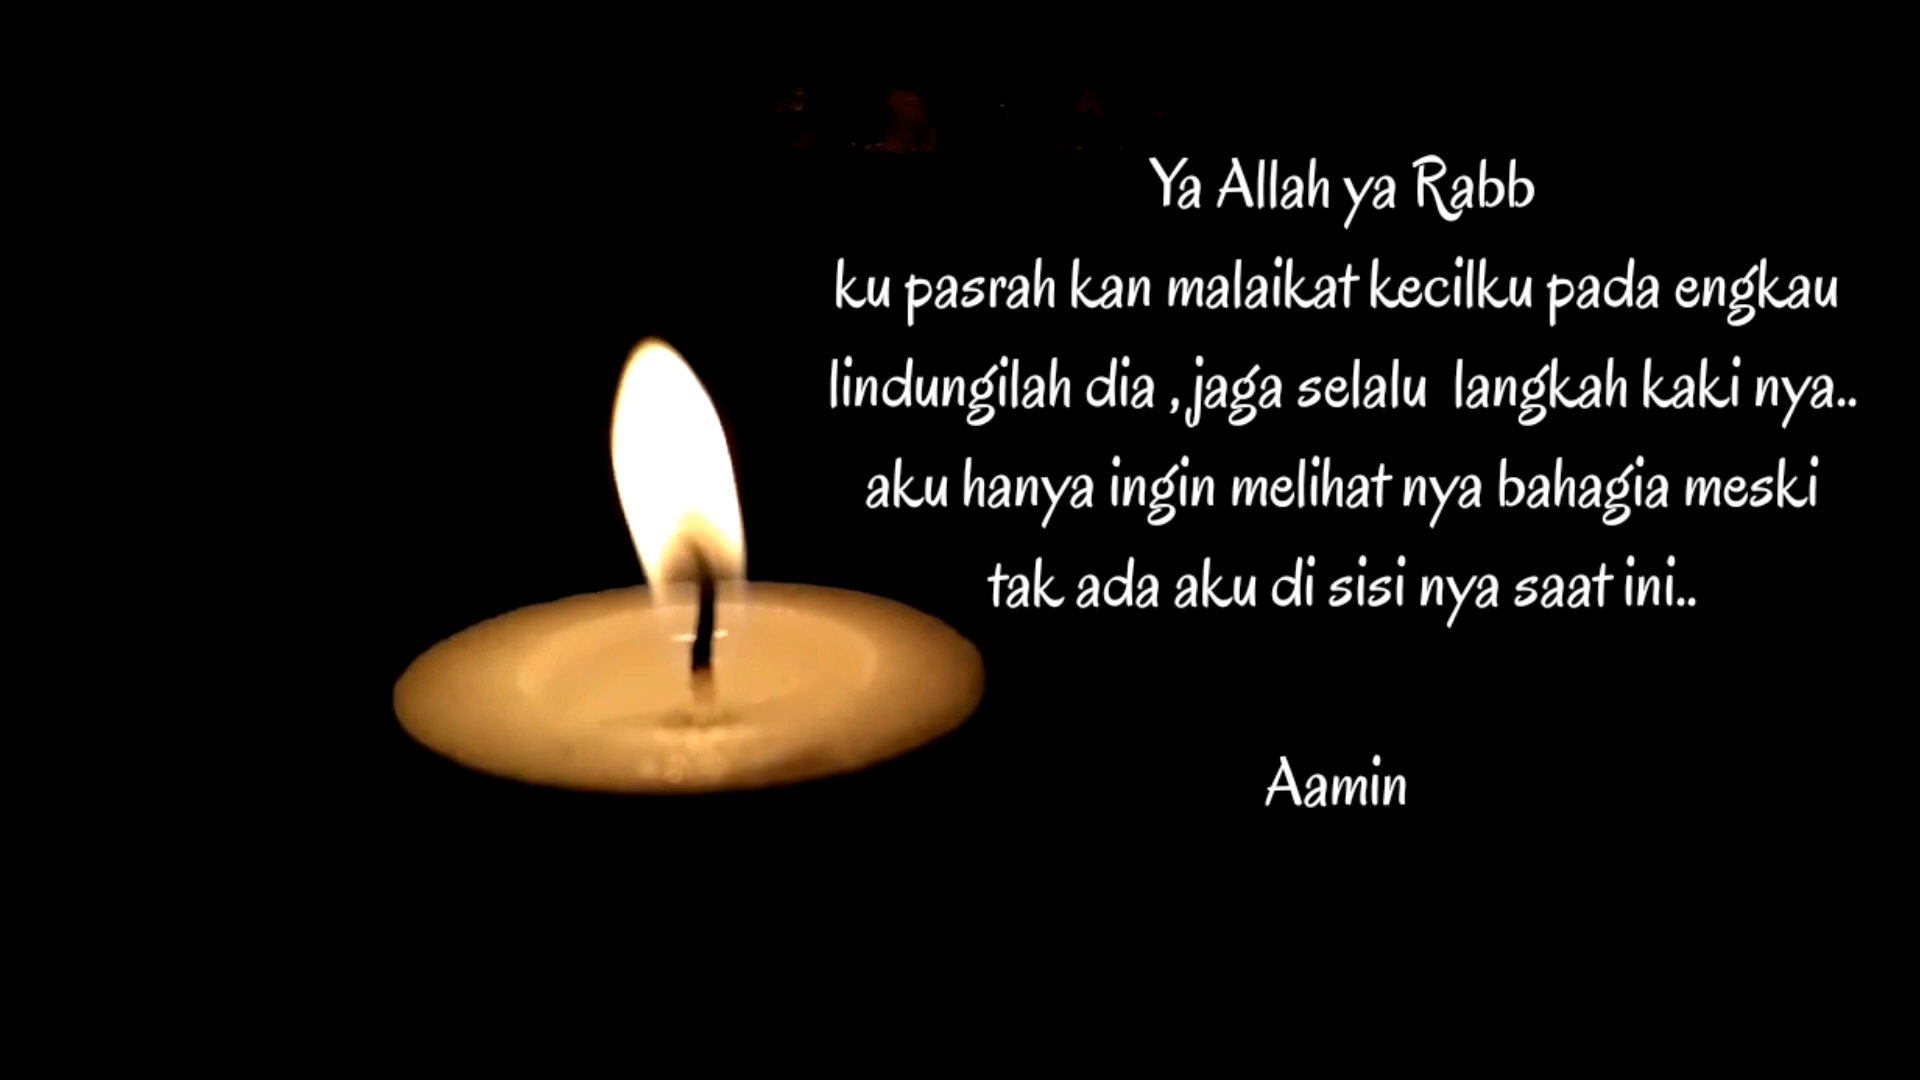 Ya Allah ya Rabb
ku pasrah kan malaikat kecilku pada engkau
lindungilah dia ,jaga selalu langkah kaki nya..
aku hanya ingin melihat nya bahagia meski
tak ada aku di sisi nya saat ini..
Aamin